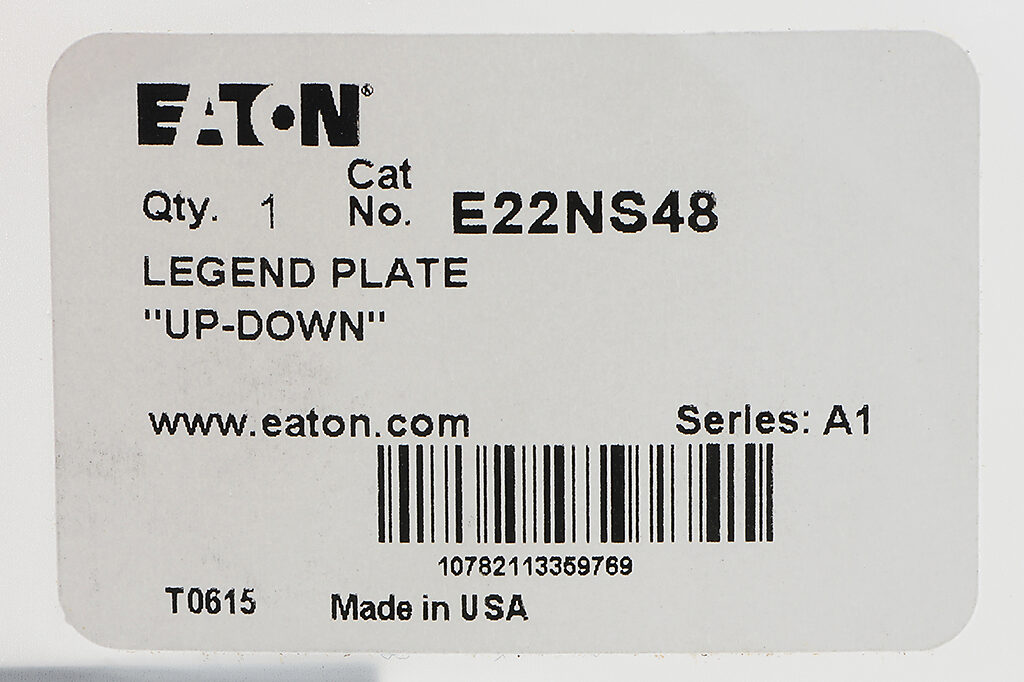 EATON®
Qty. 1 Cat No. E22NS48
LEGEND PLATE
"UP-DOWN"
www.eaton.com Series: A1
10782113359769
T0615 Made in USA